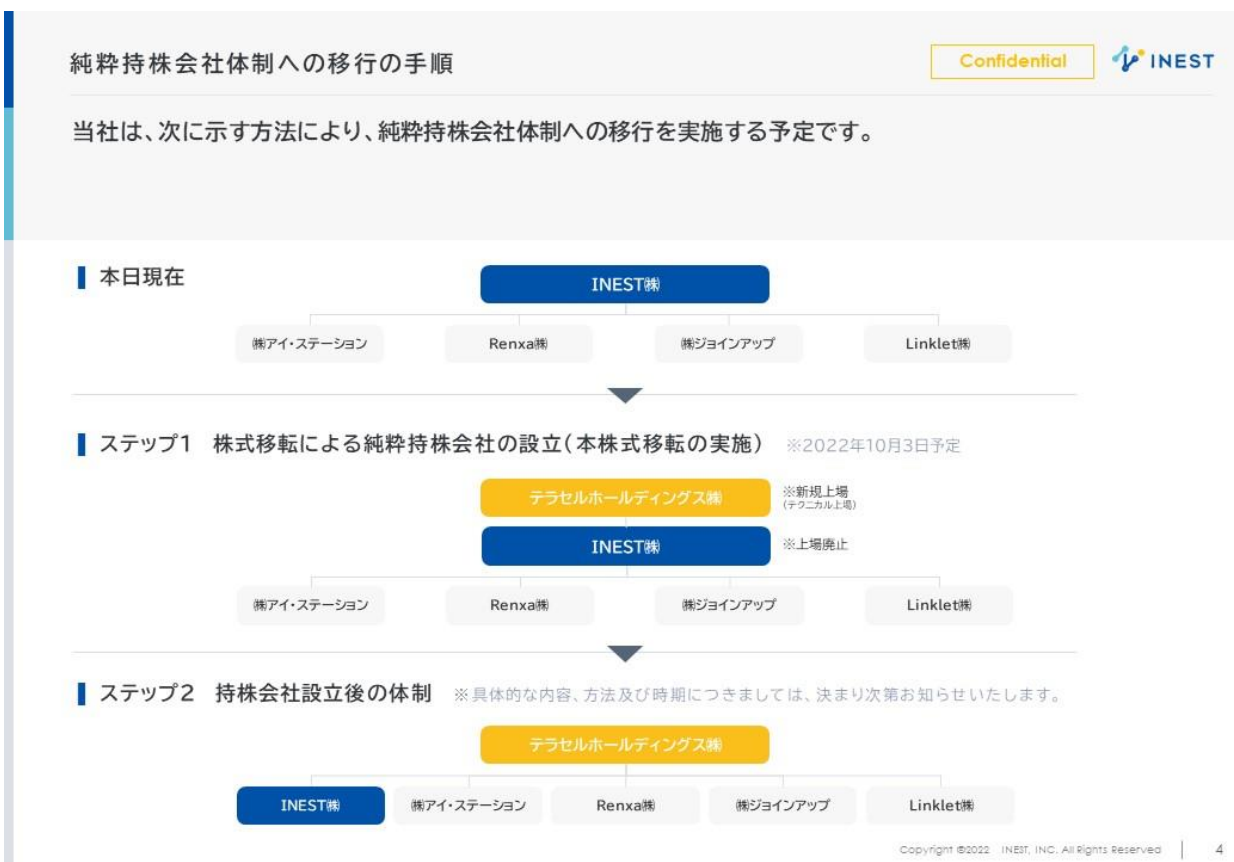 純粋持株会社体制への移行の手順
Confidential
INEST
当社は、次に示す方法により、純粋持株会社体制への移行を実施する予定です。
本日現在
INEST㈱
㈱アイ・ステーション
Renxa㈱
㈱ジョインアップ
Linklet㈱
ステップ1 株式移転による純粋持株会社の設立(本株式移転の実施) ※2022年10月3日予定
テラセルホールディングス㈱
※新規上場
(テクニカル上場)
INEST㈱
※上場廃止
㈱アイ・ステーション
Renxa㈱
㈱ジョインアップ
Linklet㈱
ステップ2 持株会社設立後の体制 ※具体的な内容、方法及び時期につきましては、決まり次第お知らせいたします。
テラセルホールディングス㈱
INEST㈱
㈱アイ・ステーション
Renxa㈱
㈱ジョインアップ
Linklet㈱
Copyright ©2022 INEST, INC. All Rights Reserved
4